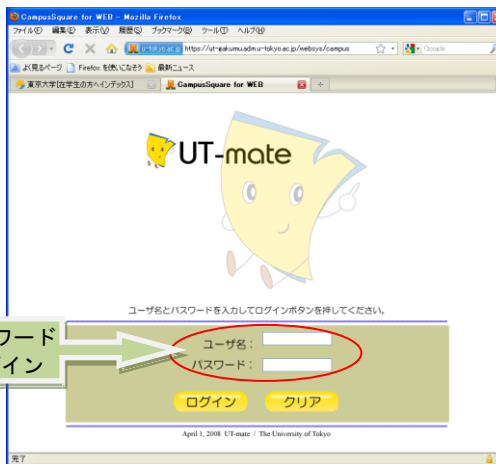 CampusSquare for WEB - Mozilla Firefox
ファイル(F) 編集(E) 表示(V) 履歴(S) ブックマーク(B) ツール(T) ヘルプ(H)
u-tokyo.ac.jp https://ut-gakumu.adm.u-tokyo.ac.jp/websys/campus
Google
よく見るページ Firefox を使いこなそう 最新ニュース
東京大学[在学生の方へインデックス]
CampusSquare for WEB
UT-mate
ユーザ名とパスワードを入力してログインボタンを押してください。
ワード
イン
ユーザ名：
パスワード：
ログイン クリア
April 1, 2008 UT-mate / The University of Tokyo
完了